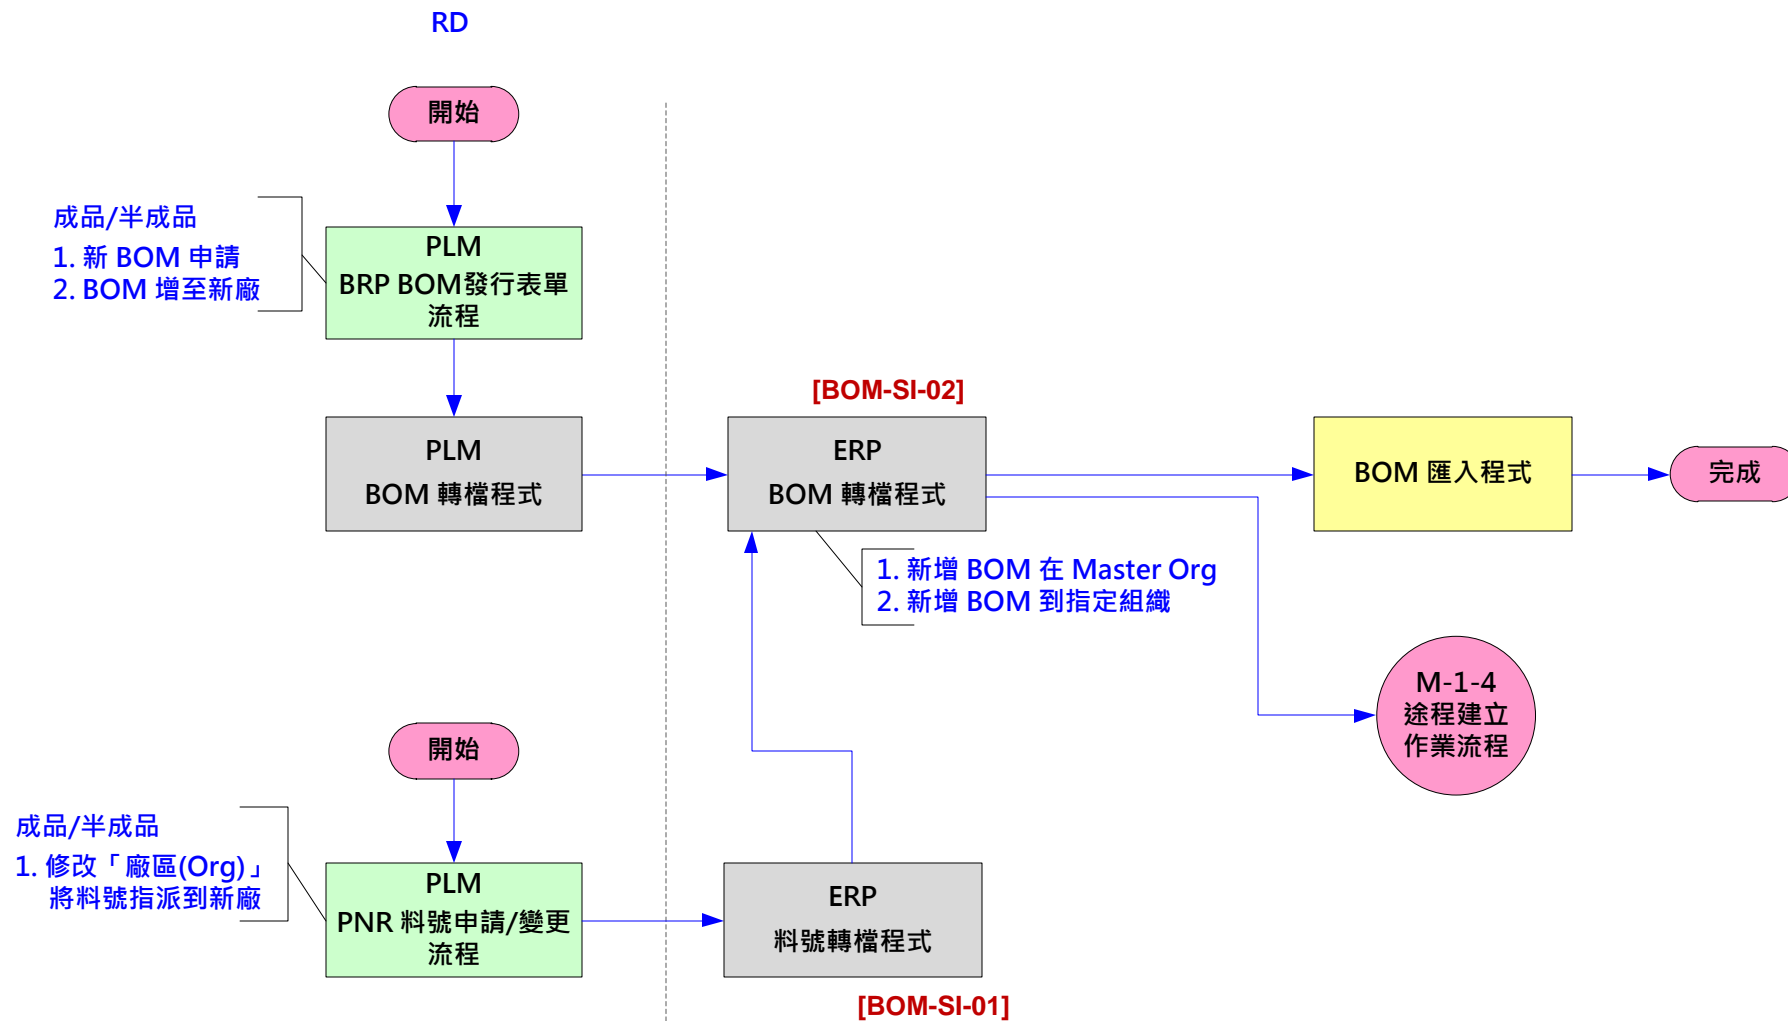 RD
開始
成品/半成品
1. 新 BOM 申請
2. BOM 增至新廠
PLM
BRP BOM發行表單
流程
[BOM-SI-02]
PLM
BOM 轉檔程式
ERP
BOM 轉檔程式
BOM 匯入程式
完成
1. 新增 BOM 在 Master Org
2. 新增 BOM 到指定組織
M-1-4
途程建立
作業流程
開始
成品/半成品
1. 修改「廠區(Org)」
將料號指派到新廠
PLM
PNR 料號申請/變更
流程
ERP
料號轉檔程式
[BOM-SI-01]